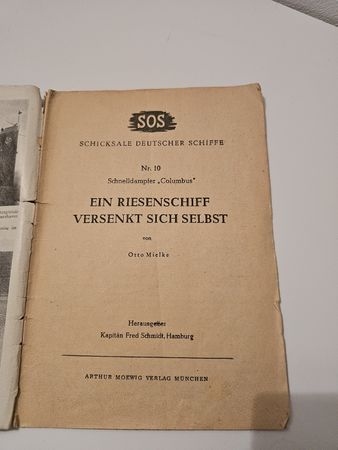 SOS
SCHICKSALE DEUTSCHER SCHIFFE
Nr. 10
Schnelldampfer „Columbus"
EIN RIESENSCHIFF
VERSENKT SICH SELBST
von
Otto Mielke
Herausgeber
Kapitän Fred Schmidt, Hamburg
ARTHUR MOEWIG VERLAG MÜNCHEN